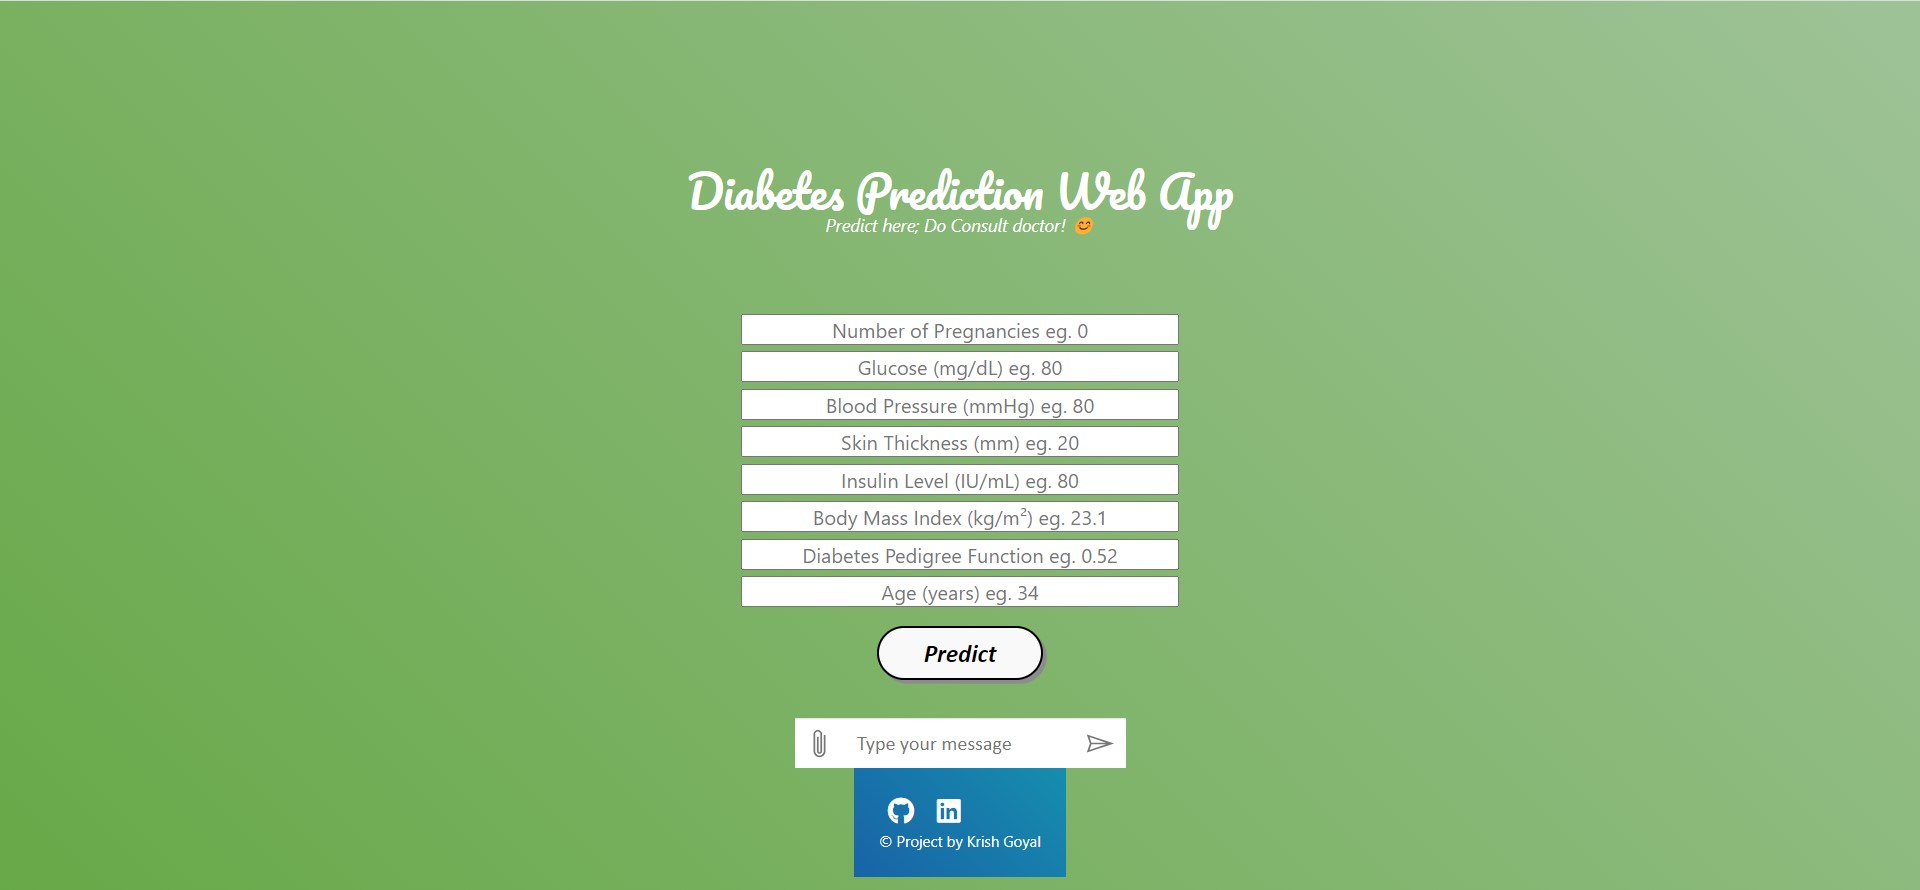 Diabetes Prediction Web App
Predict here; Do Consult doctor! 😊
Number of Pregnancies eg. 0
Glucose (mg/dL) eg. 80
Blood Pressure (mmHg) eg. 80
Skin Thickness (mm) eg. 20
Insulin Level (IU/mL) eg. 80
Body Mass Index (kg/m²) eg. 23.1
Diabetes Pedigree Function eg. 0.52
Age (years) eg. 34
Predict
Type your message
in
© Project by Krish Goyal